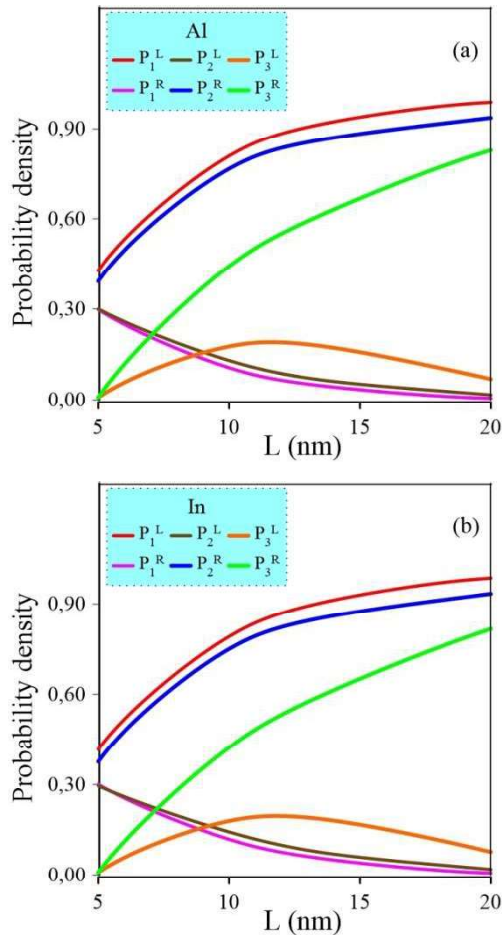 Al
(a)
P₁ᴸ P₂ᴸ P₃ᴸ
P₁ᴿ P₂ᴿ P₃ᴿ
Probability density
0,90
0,60
0,30
0,00
5 10 15 20
L (nm)
In
(b)
P₁ᴸ P₂ᴸ P₃ᴸ
P₁ᴿ P₂ᴿ P₃ᴿ
Probability density
0,90
0,60
0,30
0,00
5 10 15 20
L (nm)